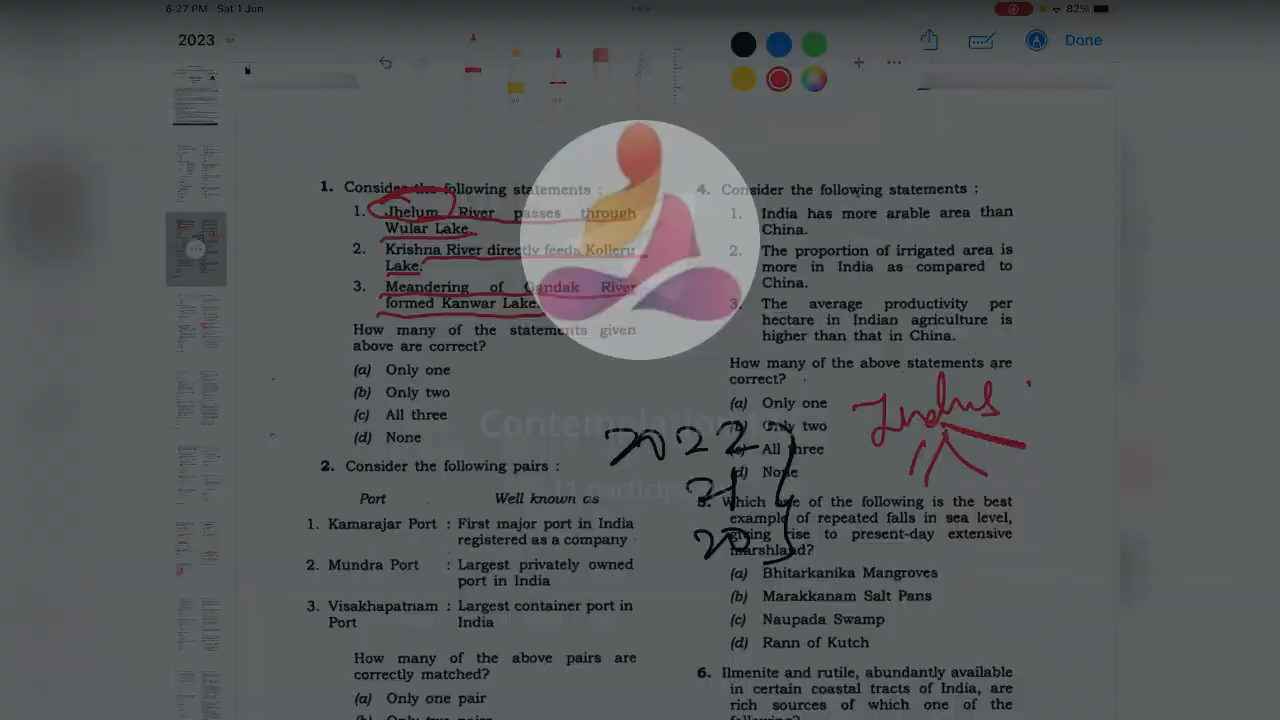 6:27 PM Sat 1 Jun
82%
2023
Done
1. Consider the following statements :
1. Jhelum River passes through
Wular Lake.
2. Krishna River directly feeds Kolleru
Lake.
3. Meandering of Gandak River
formed Kanwar Lake.
How many of the statements given
above are correct?
(a) Only one
(b) Only two
(c) All three
(d) None
2. Consider the following pairs :
Port Well known as
1. Kamarajar Port : First major port in India
registered as a company
2. Mundra Port : Largest privately owned
port in India
3. Visakhapatnam : Largest container port in
Port India
How many of the above pairs are
correctly matched?
(a) Only one pair
(b) Only two pairs
4. Consider the following statements :
1. India has more arable area than
China.
2. The proportion of irrigated area is
more in India as compared to
China.
3. The average productivity per
hectare in Indian agriculture is
higher than that in China.
How many of the above statements are
correct?
(a) Only one
(b) Only two
(c) All three
(d) None
5. Which one of the following is the best
example of repeated falls in sea level,
giving rise to present-day extensive
marshland?
(a) Bhitarkanika Mangroves
(b) Marakkanam Salt Pans
(c) Naupada Swamp
(d) Rann of Kutch
6. Ilmenite and rutile, abundantly available
in certain coastal tracts of India, are
rich sources of which one of the
following?
Indus
2022
21
20